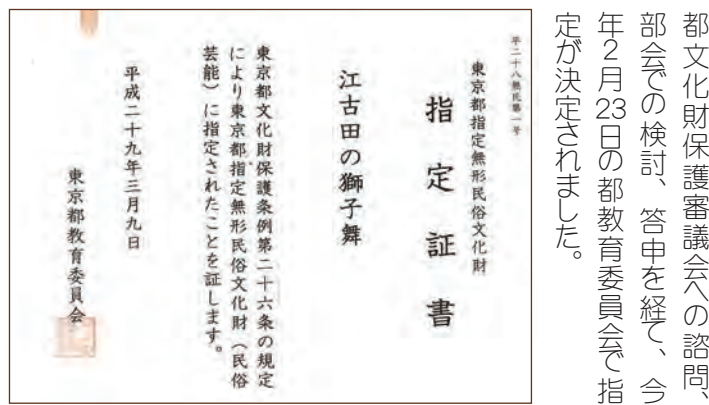 都文化財保護審議会への諮問、
部会での検討、答申を経て、今
年2月23日の都教育委員会で指
定が決定されました。
平二十八無民第一号
東京都指定無形民俗文化財
指定証書
江古田の獅子舞
東京都文化財保護条例第二十六条の規定
により東京都指定無形民俗文化財（民俗
芸能）に指定されたことを証します。
平成二十九年三月九日
東京都教育委員会